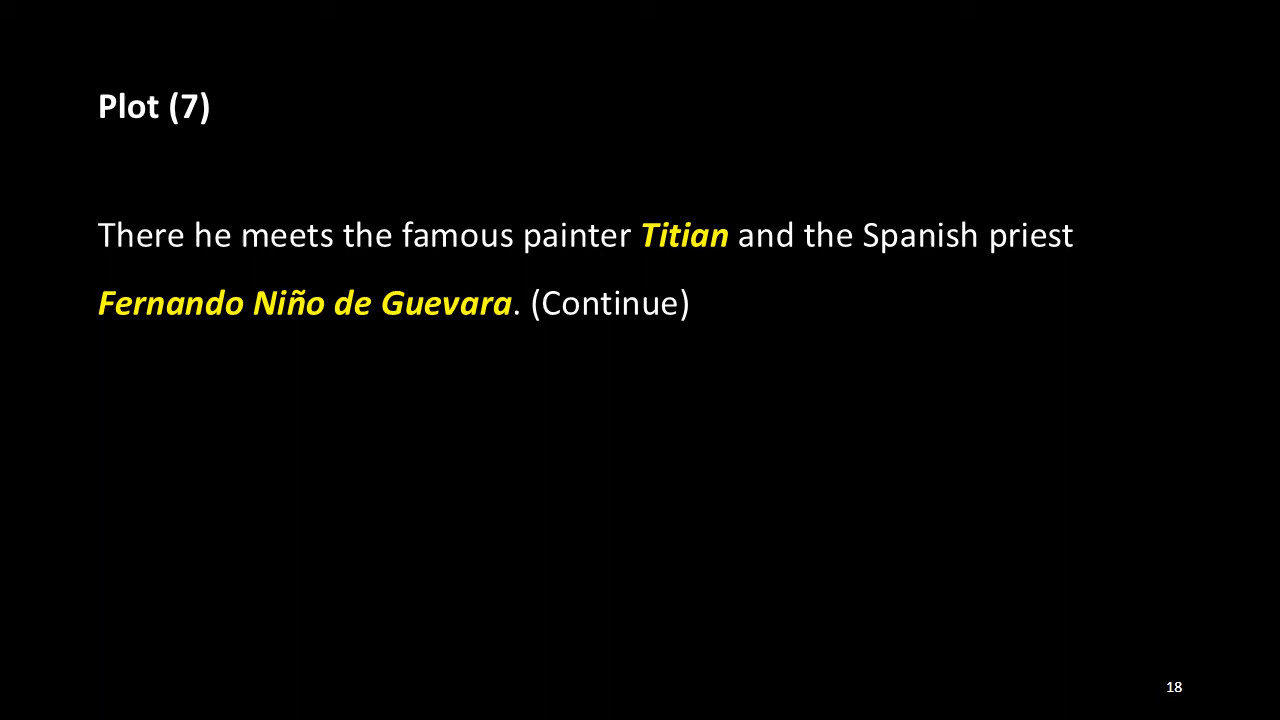 Plot (7)
There he meets the famous painter Titian and the Spanish priest
Fernando Niño de Guevara. (Continue)
18